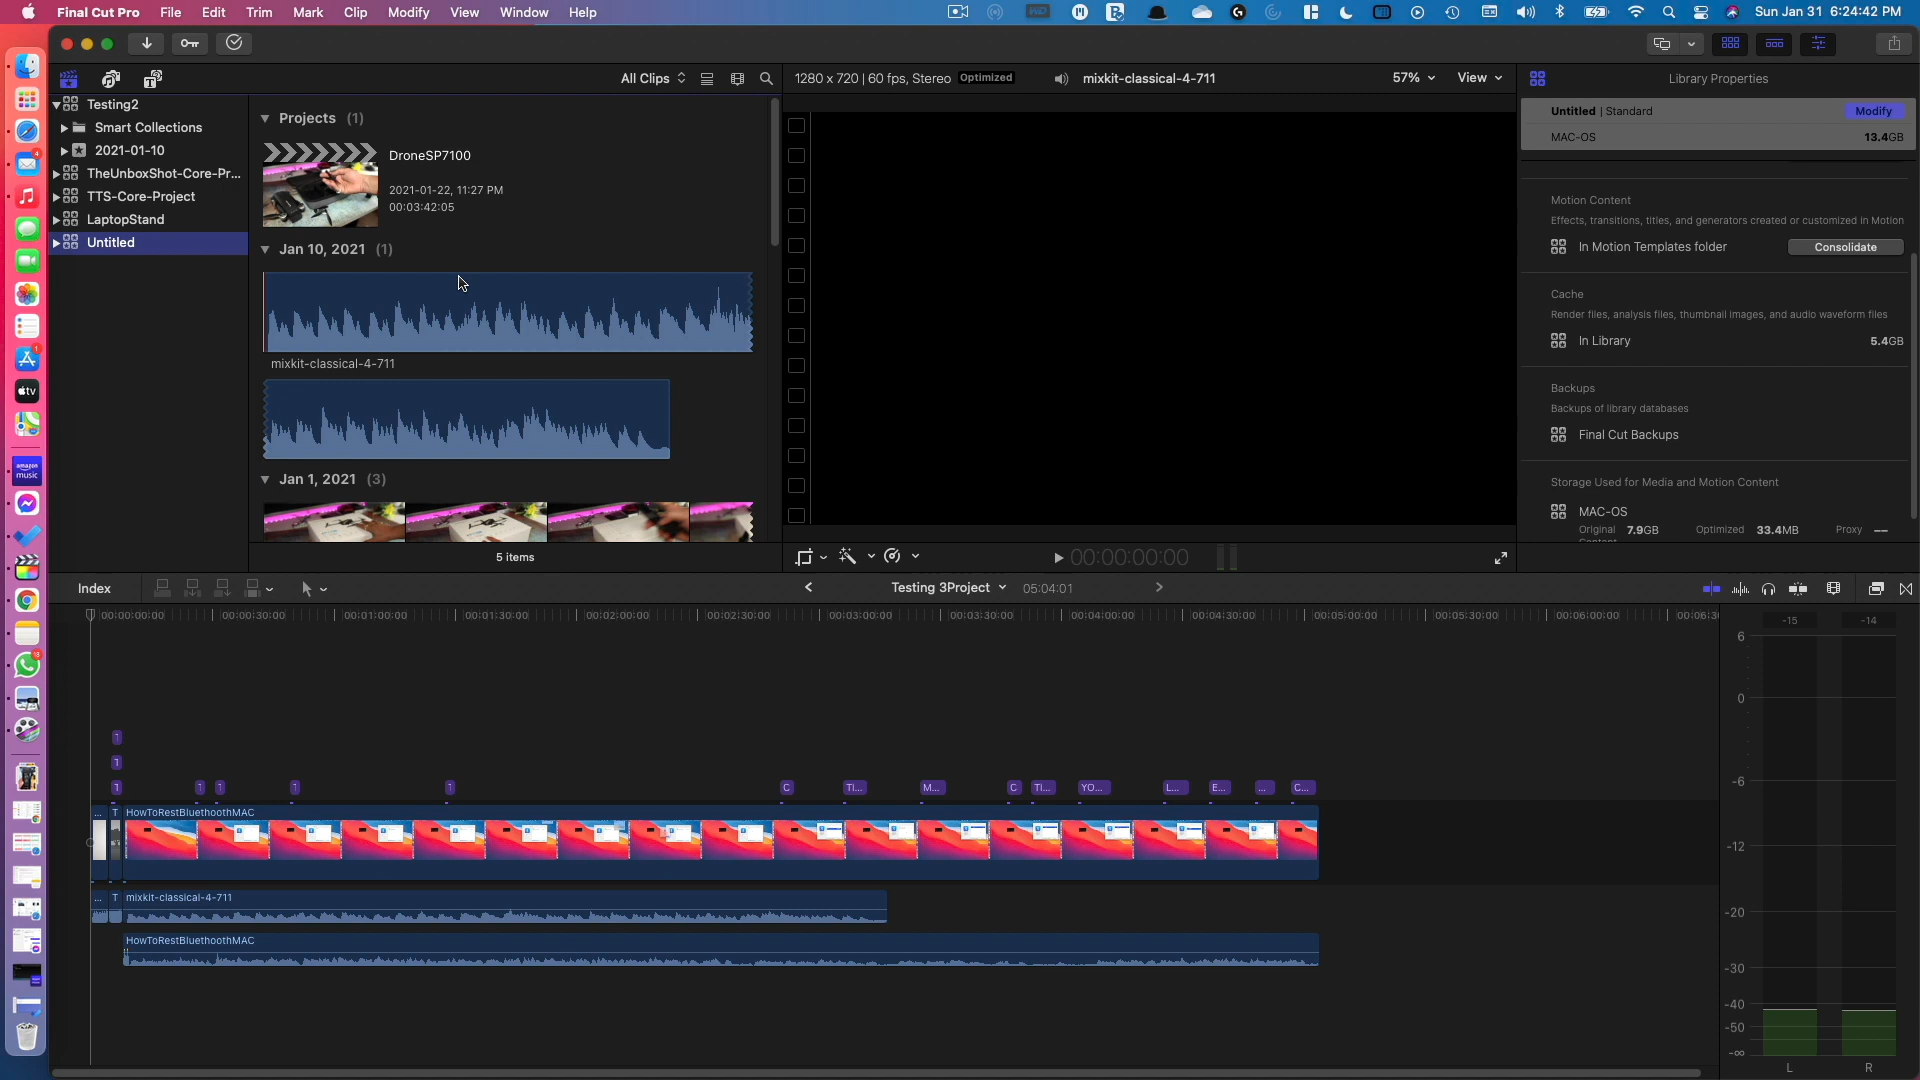 Final Cut Pro File Edit Trim Mark Clip Modify View Window Help
Sun Jan 31 6:24:42 PM
All Clips
1280 x 720 | 60 fps, Stereo Optimized
mixkit-classical-4-711
57% View
Library Properties
Testing2
Smart Collections
2021-01-10
TheUnboxShot-Core-Pr...
TTS-Core-Project
LaptopStand
Untitled
Projects (1)
DroneSP7100
2021-01-22, 11:27 PM
00:03:42:05
Jan 10, 2021 (1)
mixkit-classical-4-711
Jan 1, 2021 (3)
5 items
Untitled | Standard
Modify
MAC-OS
13.4GB
Motion Content
Effects, transitions, titles, and generators created or customized in Motion
In Motion Templates folder
Consolidate
Cache
Render files, analysis files, thumbnail images, and audio waveform files
In Library
5.4GB
Backups
Backups of library databases
Final Cut Backups
Storage Used for Media and Motion Content
MAC-OS
Original 7.9GB Optimized 33.4MB Proxy --
Content
00:00:00:00
Index
Testing 3Project
05:04:01
00:00:00:00 00:00:30:00 00:01:00:00 00:01:30:00 00:02:00:00 00:02:30:00 00:03:00:00 00:03:30:00 00:04:00:00 00:04:30:00 00:05:00:00 00:05:30:00 00:06:00:00 00:06:3
T
T
T T T T T C Ti... M... C Ti... YO... L... E... ... C...
... T HowToRestBluethoothMAC
... T mixkit-classical-4-711
HowToRestBluethoothMAC
-15 -14
6
0
-6
-12
-20
-30
-40
-50
-∞
L R
amazon
music
tv